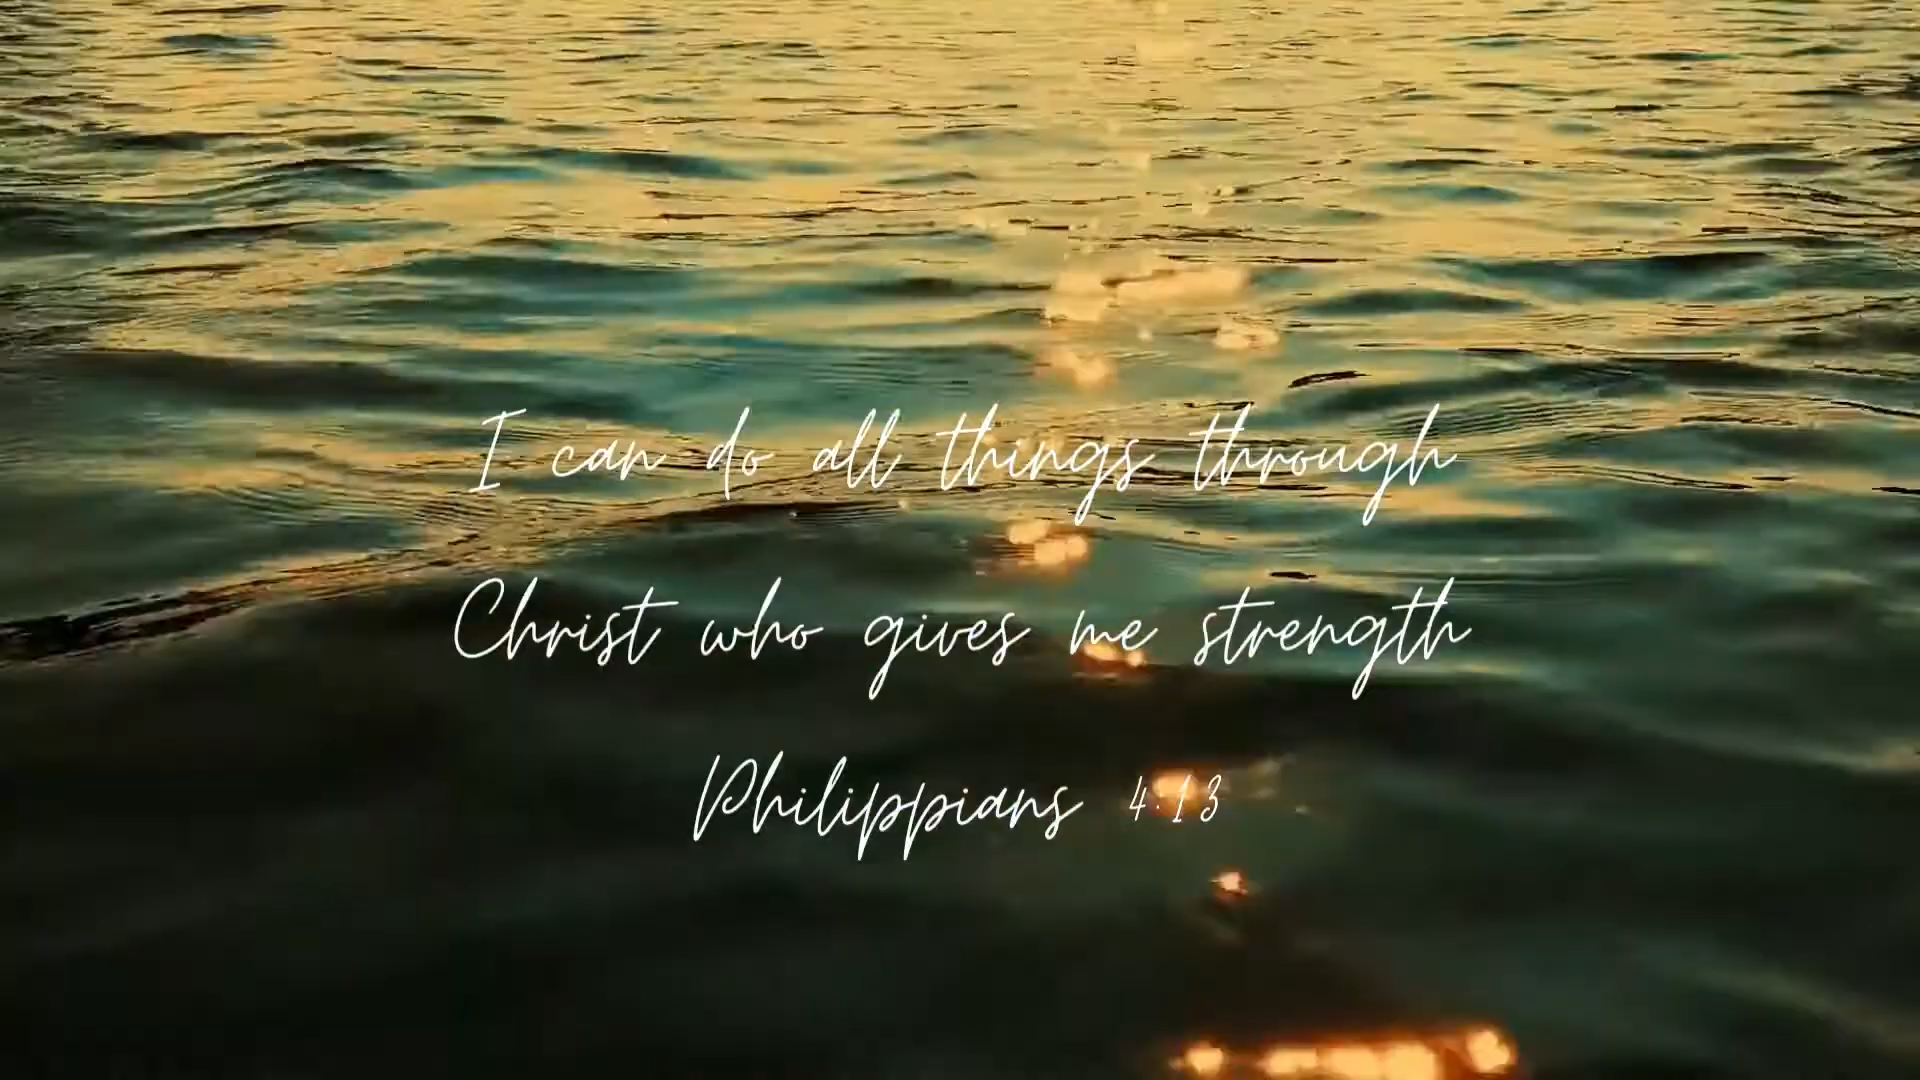 I can do all things through
Christ who gives me strength
Philippians 4:13